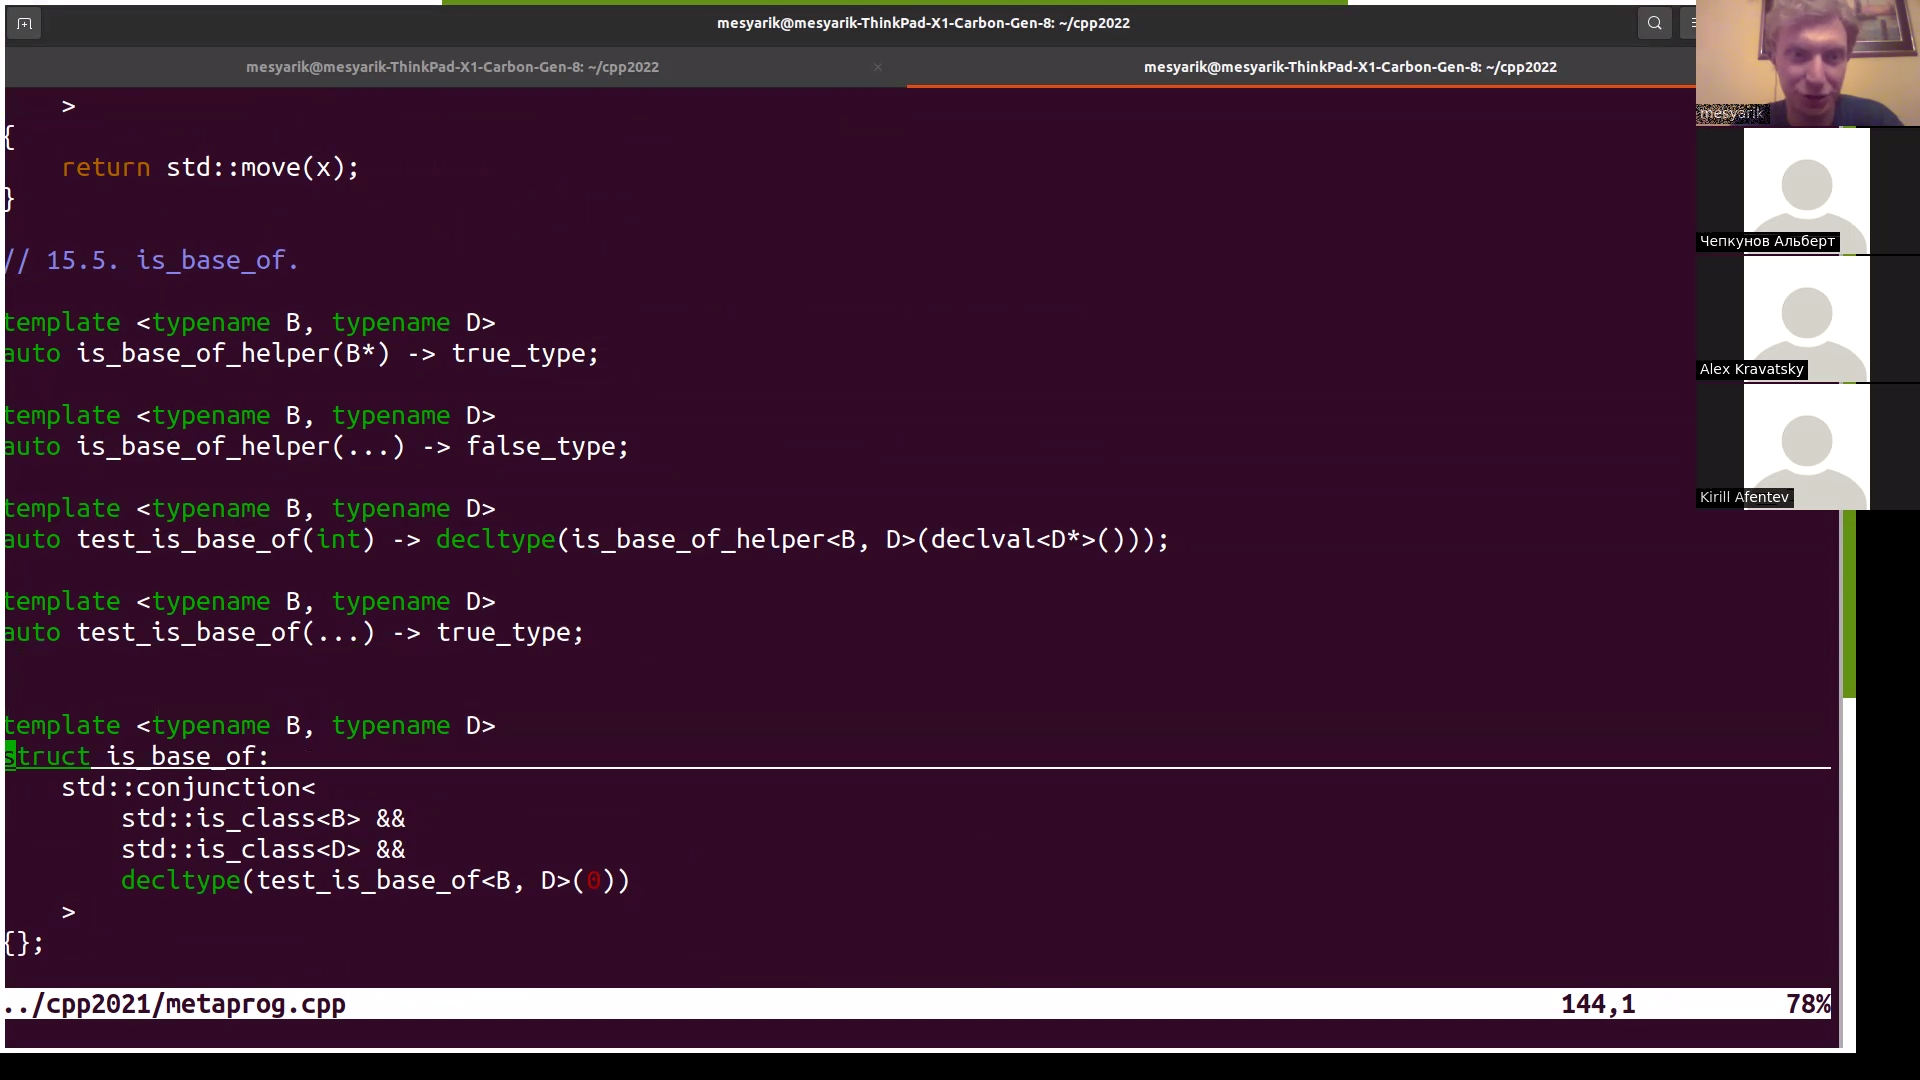 mesyarik@mesyarik-ThinkPad-X1-Carbon-Gen-8: ~/cpp2022
mesyarik@mesyarik-ThinkPad-X1-Carbon-Gen-8: ~/cpp2022 ×
mesyarik@mesyarik-ThinkPad-X1-Carbon-Gen-8: ~/cpp2022
    >
{
    return std::move(x);
}
// 15.5. is_base_of.
template <typename B, typename D>
auto is_base_of_helper(B*) -> true_type;
template <typename B, typename D>
auto is_base_of_helper(...) -> false_type;
template <typename B, typename D>
auto test_is_base_of(int) -> decltype(is_base_of_helper<B, D>(declval<D*>()));
template <typename B, typename D>
auto test_is_base_of(...) -> true_type;
template <typename B, typename D>
struct is_base_of:
    std::conjunction<
        std::is_class<B> &&
        std::is_class<D> &&
        decltype(test_is_base_of<B, D>(0))
    >
{};
../cpp2021/metaprog.cpp 144,1 78%
mesyarik
Чепкунов Альберт
Alex Kravatsky
Kirill Afentev